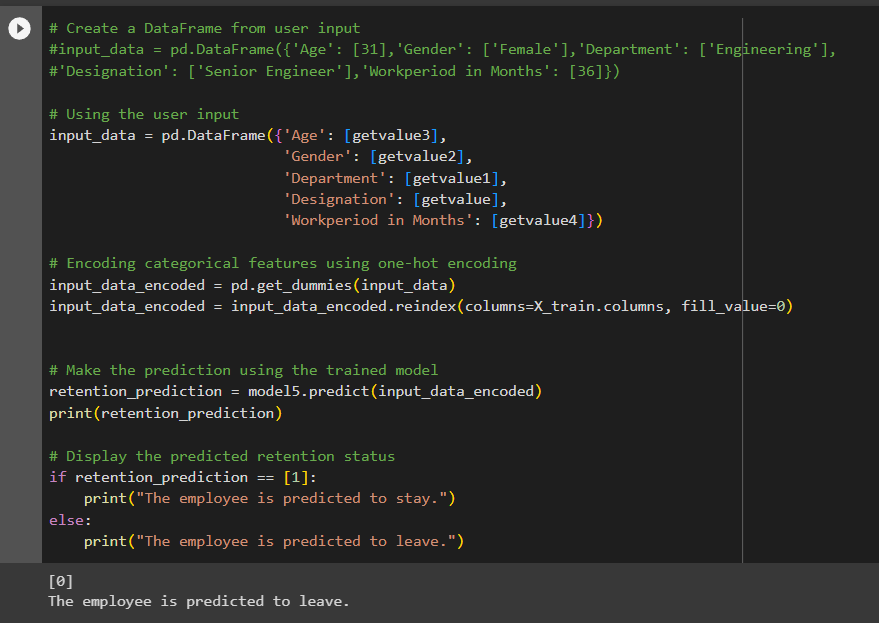 # Create a DataFrame from user input
#input_data = pd.DataFrame({'Age': [31],'Gender': ['Female'],'Department': ['Engineering'],
#'Designation': ['Senior Engineer'],'Workperiod in Months': [36]})
# Using the user input
input_data = pd.DataFrame({'Age': [getvalue3],
'Gender': [getvalue2],
'Department': [getvalue1],
'Designation': [getvalue],
'Workperiod in Months': [getvalue4]})
# Encoding categorical features using one-hot encoding
input_data_encoded = pd.get_dummies(input_data)
input_data_encoded = input_data_encoded.reindex(columns=X_train.columns, fill_value=0)
# Make the prediction using the trained model
retention_prediction = model5.predict(input_data_encoded)
print(retention_prediction)
# Display the predicted retention status
if retention_prediction == [1]:
    print("The employee is predicted to stay.")
else:
    print("The employee is predicted to leave.")
[0]
The employee is predicted to leave.